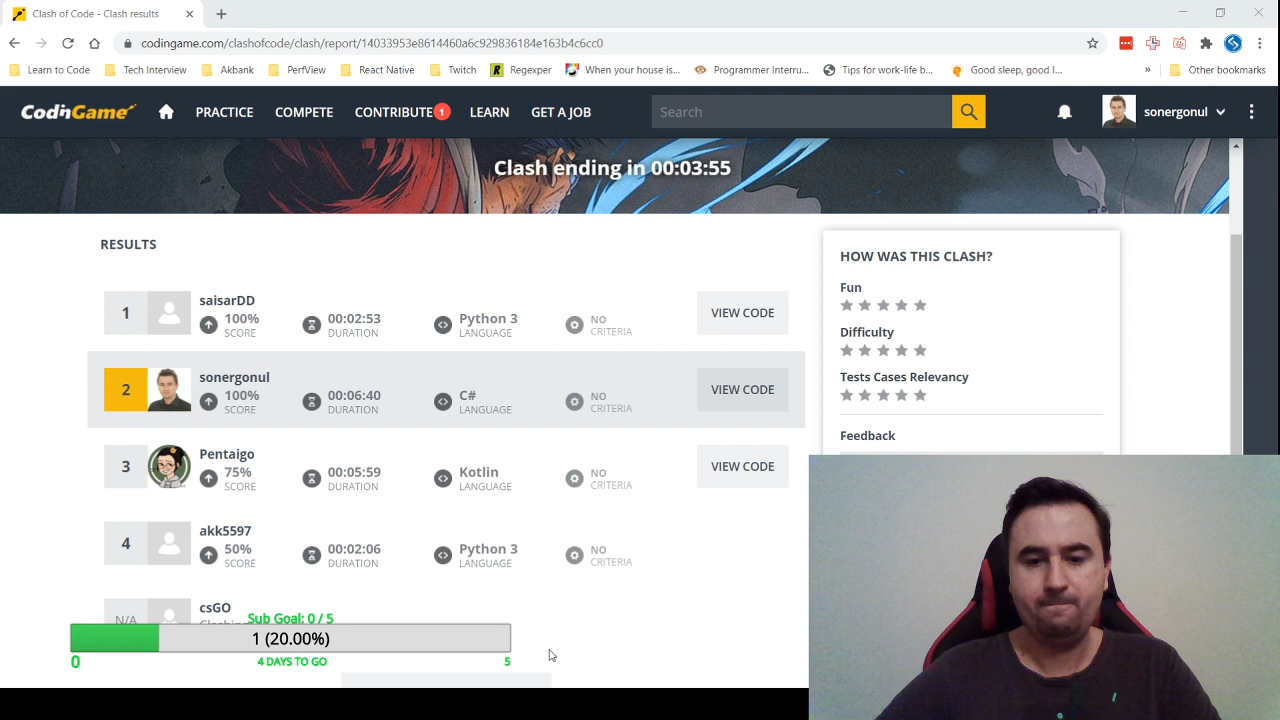 Clash of Code - Clash results
codingame.com/clashofcode/clash/report/14033953e8614460a6c929836184e163b4c6cc0
Learn to Code Tech Interview Akbank PerfView React Native Twitch Regexper When your house is... Programmer Interru... Tips for work-life b... Good sleep, good l... » Other bookmarks
CodinGame PRACTICE COMPETE CONTRIBUTE 1 LEARN GET A JOB Search sonergonul
Clash ending in 00:03:55
RESULTS
1 saisarDD
100% 00:02:53 Python 3 NO
SCORE DURATION LANGUAGE CRITERIA
VIEW CODE
2 sonergonul
100% 00:06:40 C# NO
SCORE DURATION LANGUAGE CRITERIA
VIEW CODE
3 Pentaigo
75% 00:05:59 Kotlin NO
SCORE DURATION LANGUAGE CRITERIA
VIEW CODE
4 akk5597
50% 00:02:06 Python 3 NO
SCORE DURATION LANGUAGE CRITERIA
N/A csGO
Sub Goal: 0 / 5
1 (20.00%)
0 4 DAYS TO GO 5
HOW WAS THIS CLASH?
Fun
Difficulty
Tests Cases Relevancy
Feedback